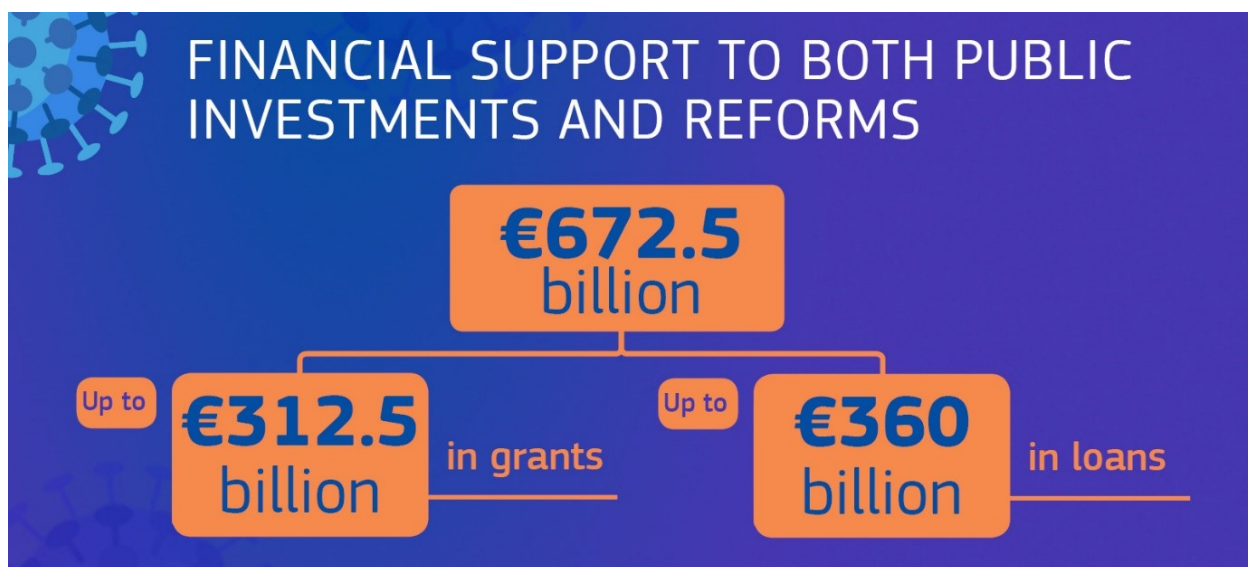 FINANCIAL SUPPORT TO BOTH PUBLIC
INVESTMENTS AND REFORMS
€672.5
billion
Up to
€312.5
billion
in grants
Up to
€360
billion
in loans